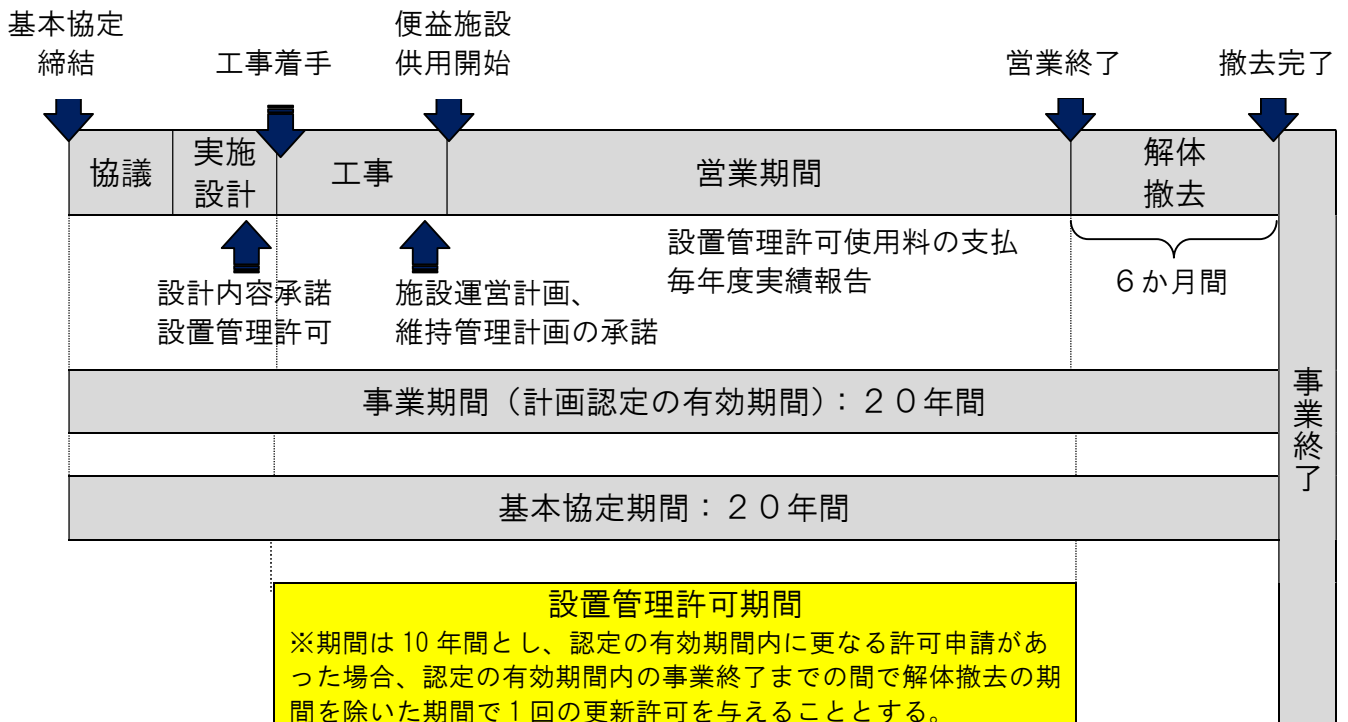 基本協定
締結
工事着手
便益施設
供用開始
営業終了
撤去完了
協議
実施
設計
工事
営業期間
解体
撤去
設計内容承諾
設置管理許可
施設運営計画、
維持管理計画の承諾
設置管理許可使用料の支払
毎年度実績報告
６か月間
事業期間（計画認定の有効期間）：２０年間
基本協定期間：２０年間
事業終了
設置管理許可期間
※期間は 10 年間とし、認定の有効期間内に更なる許可申請があ
った場合、認定の有効期間内の事業終了までの間で解体撤去の期
間を除いた期間で 1 回の更新許可を与えることとする。